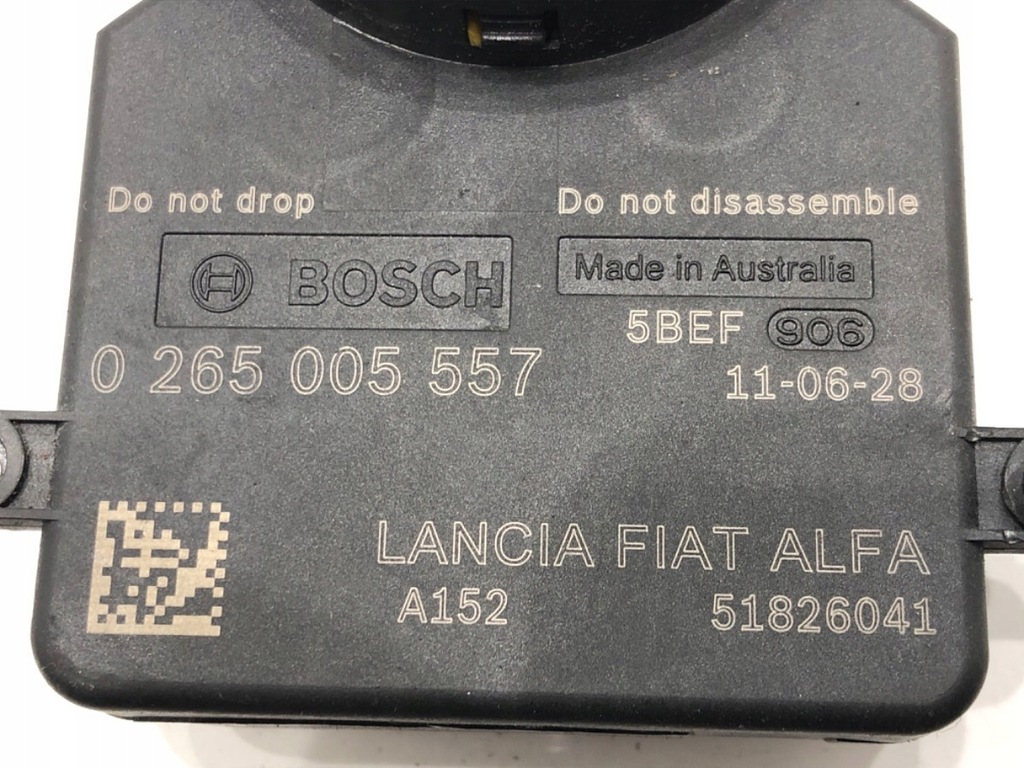 Do not drop
Do not disassemble
BOSCH
Made in Australia
5BEF 906
0 265 005 557
11-06-28
LANCIA FIAT ALFA
A152
51826041